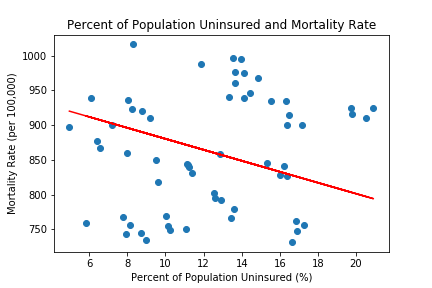 Percent of Population Uninsured and Mortality Rate
Mortality Rate (per 100,000)
1000
950
900
850
800
750
6 8 10 12 14 16 18 20
Percent of Population Uninsured (%)